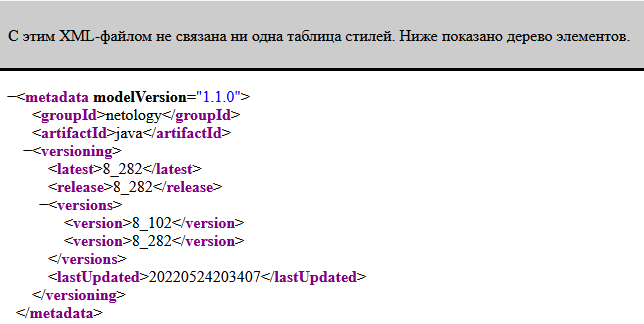 С этим XML-файлом не связана ни одна таблица стилей. Ниже показано дерево элементов.
−<metadata modelVersion="1.1.0">
<groupId>netology</groupId>
<artifactId>java</artifactId>
−<versioning>
<latest>8_282</latest>
<release>8_282</release>
−<versions>
<version>8_102</version>
<version>8_282</version>
</versions>
<lastUpdated>20220524203407</lastUpdated>
</versioning>
</metadata>